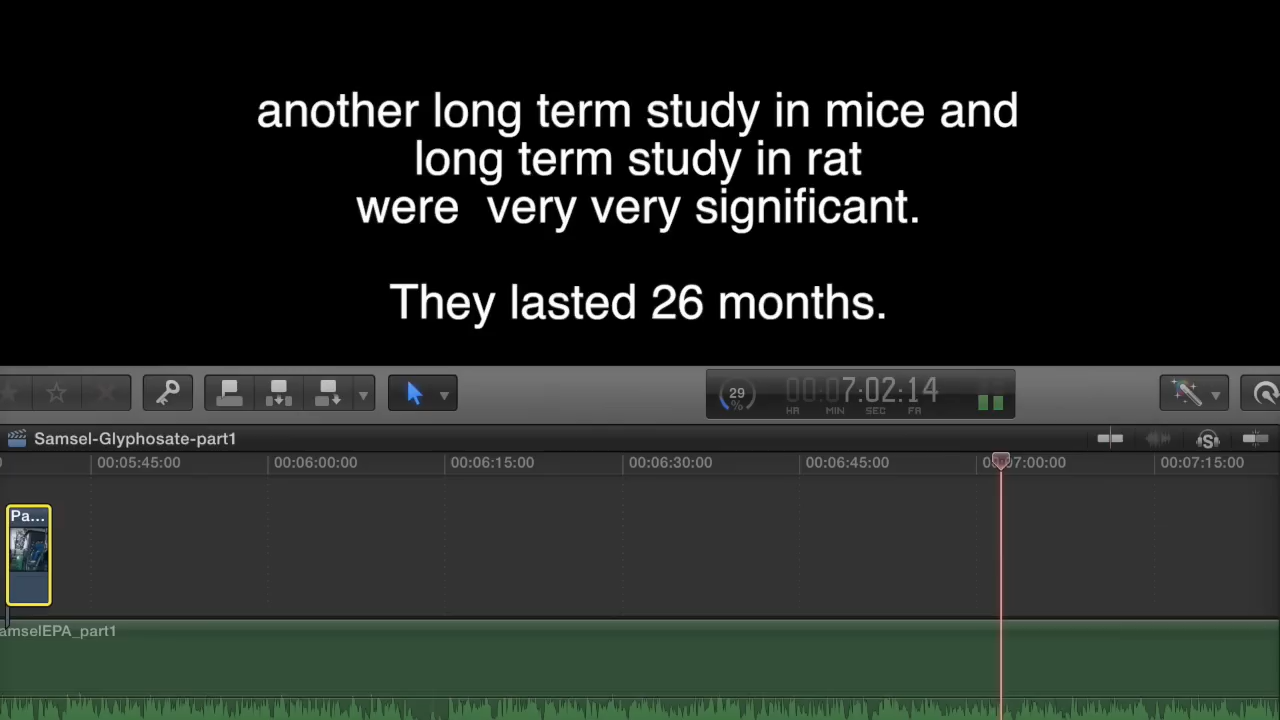 another long term study in mice and
long term study in rat
were  very very significant.
They lasted 26 months.
29
%
00:07:02:14
HR MIN SEC FA
Samsel-Glyphosate-part1
00:05:45:00 00:06:00:00 00:06:15:00 00:06:30:00 00:06:45:00 00:07:00:00 00:07:15:00
Pa...
amselEPA_part1